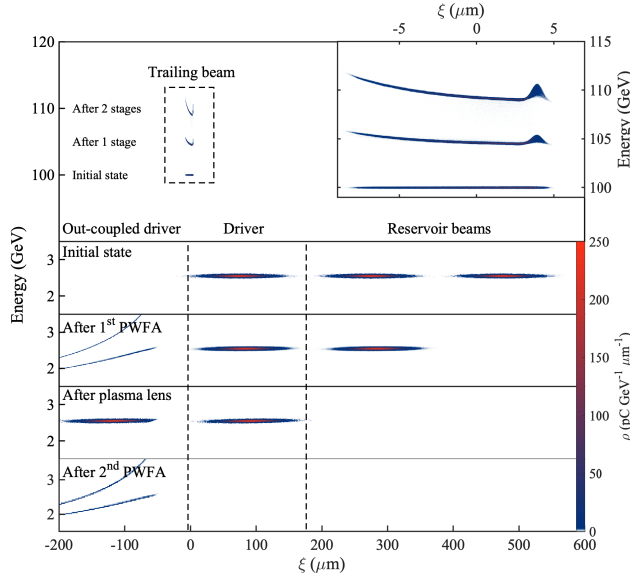 ξ (μm)
-5 0 5
120
115
Trailing beam
After 2 stages
110
110
After 1 stage
105
Initial state
100
100
Energy (GeV)
Out-coupled driver Driver Reservoir beams
Energy (GeV)
Initial state
3
2
250
200
After 1st PWFA
3
2
150
After plasma lens
3
2
100
ρ (pC GeV⁻¹ μm⁻¹)
After 2nd PWFA
3
2
50
0
-200 -100 0 100 200 300 400 500 600
ξ (μm)